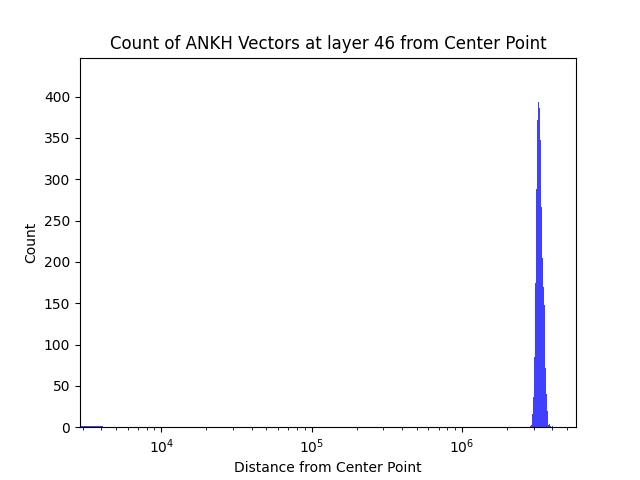 Count of ANKH Vectors at layer 46 from Center Point
Count
400
350
300
250
200
150
100
50
0
10^4 10^5 10^6
Distance from Center Point